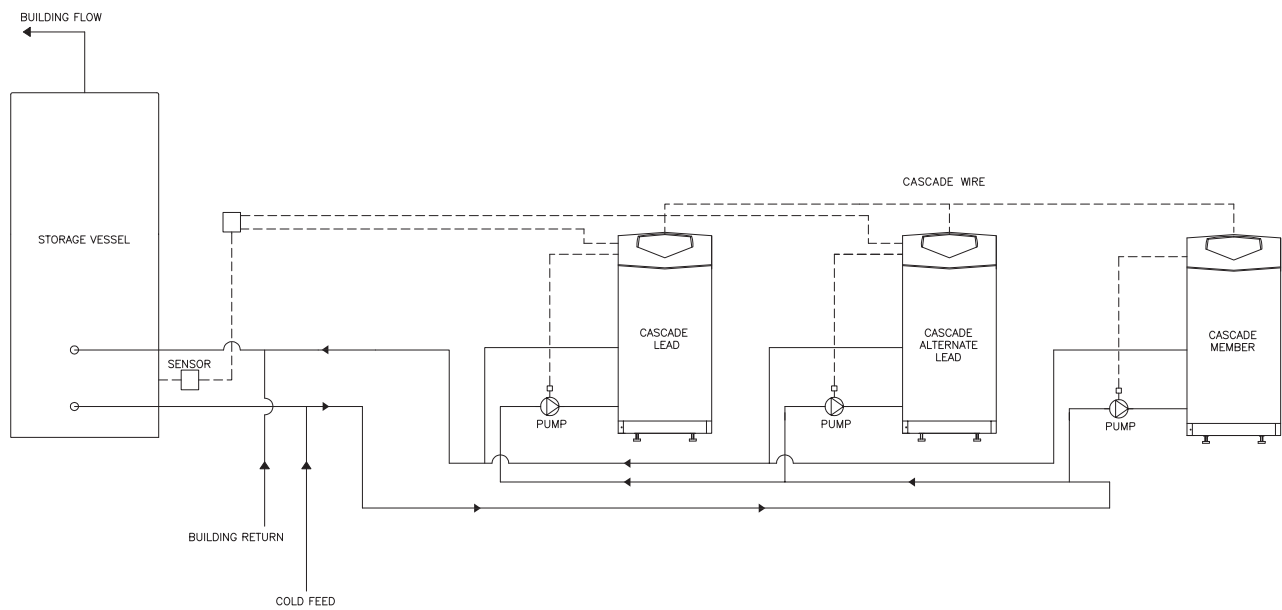 BUILDING FLOW
CASCADE WIRE
STORAGE VESSEL
CASCADE
LEAD
CASCADE
ALTERNATE
LEAD
CASCADE
MEMBER
SENSOR
PUMP
PUMP
PUMP
BUILDING RETURN
COLD FEED